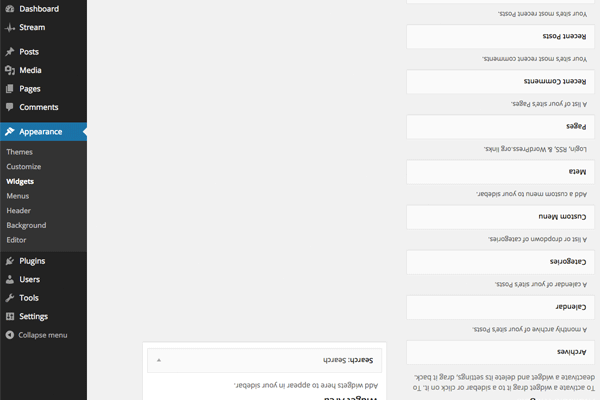 Dashboard
Stream
Posts
Media
Pages
Comments
Appearance
Themes
Customize
Widgets
Menus
Header
Background
Editor
Plugins
Users
Tools
Settings
Collapse menu
To activate a widget drag it to a sidebar or click on it. To
deactivate a widget and delete its settings, drag it back.
Archives
A monthly archive of your site's Posts.
Calendar
A calendar of your site's Posts.
Categories
A list or dropdown of categories.
Custom Menu
Add a custom menu to your sidebar.
Meta
Login, RSS, & WordPress.org links.
Pages
A list of your site's Pages.
Recent Comments
Your site's most recent comments.
Recent Posts
Your site's most recent Posts.
Widget Area
Add widgets here to appear in your sidebar.
Search: Search